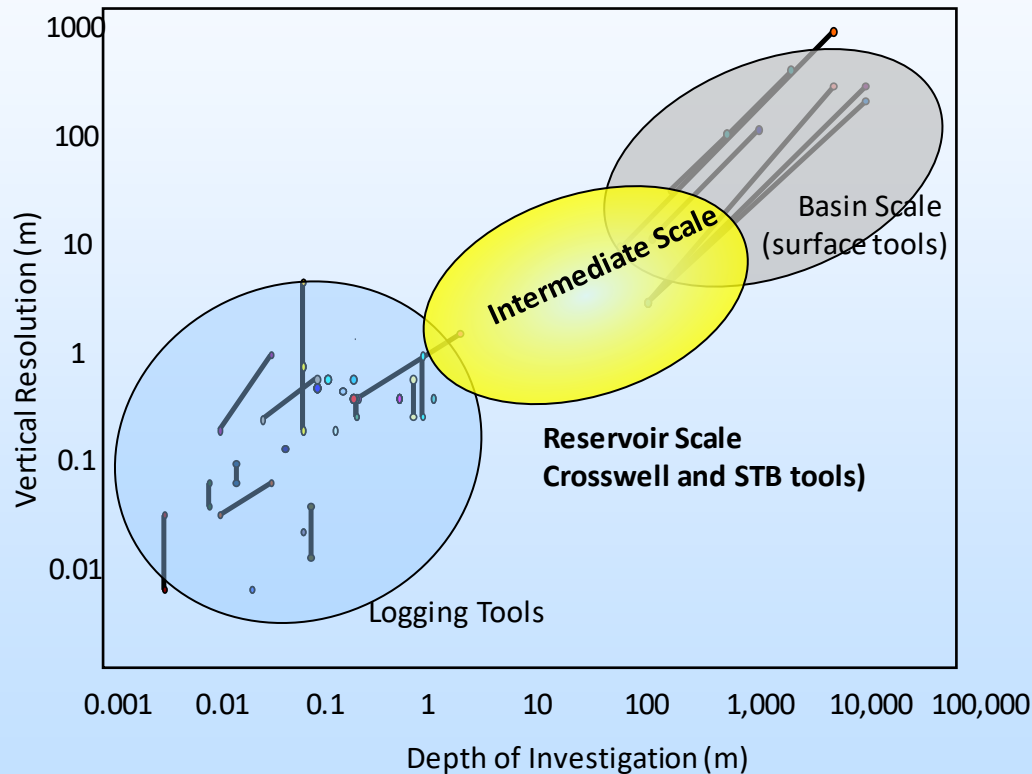 1000
100
10
1
0.1
0.01
Vertical Resolution (m)
Basin Scale
(surface tools)
Intermediate Scale
Reservoir Scale
Crosswell and STB tools)
Logging Tools
0.001 0.01 0.1 1 10 100 1,000 10,000 100,000
Depth of Investigation (m)